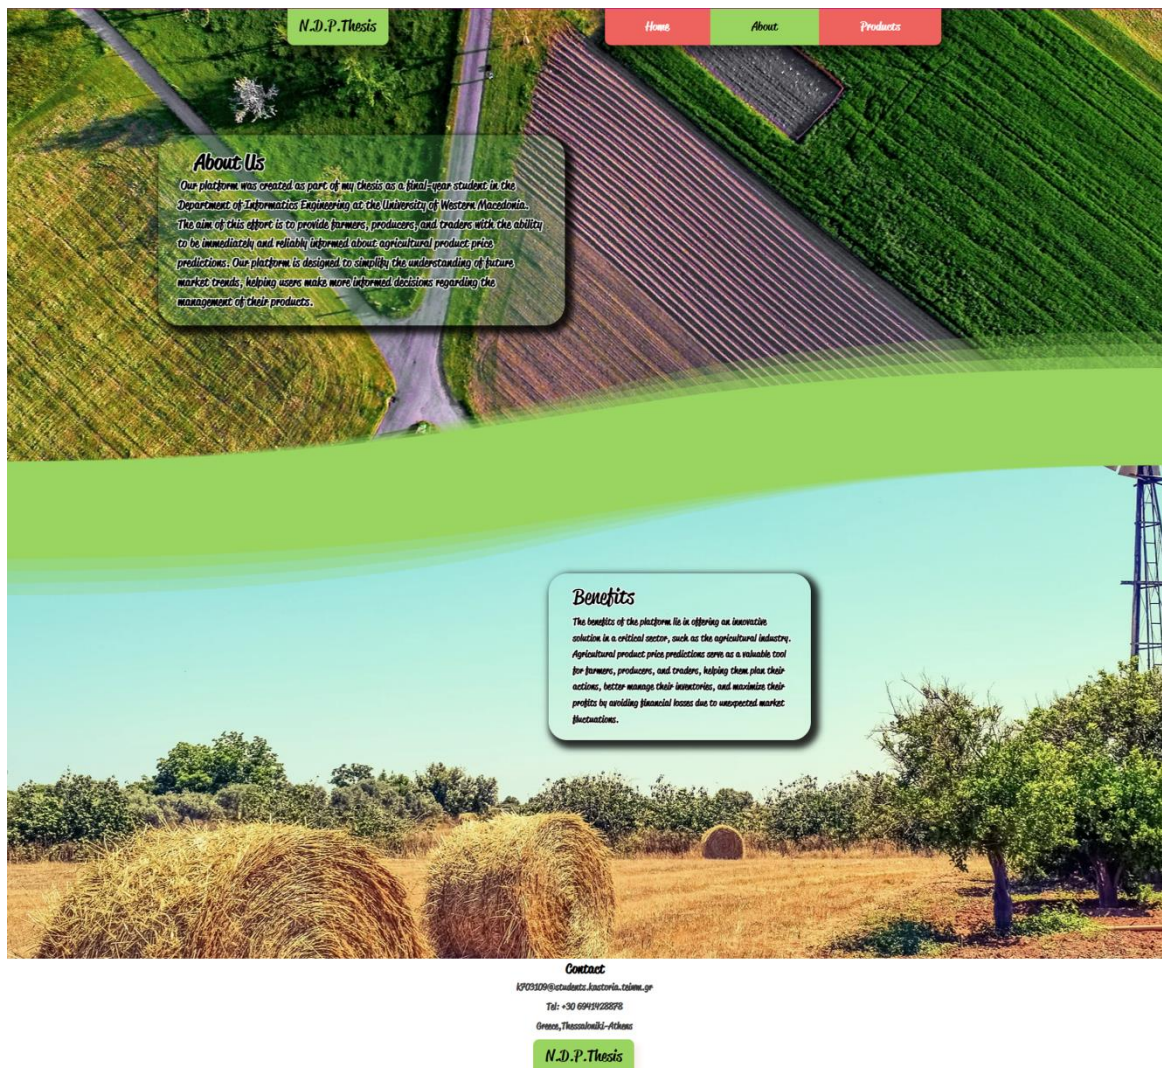 N.D.P.Thesis
Home About Products
About Us
Our platform was created as part of my thesis as a final-year student in the
Department of Informatics Engineering at the University of Western Macedonia.
The aim of this effort is to provide farmers, producers, and traders with the ability
to be immediately and reliably informed about agricultural product price
predictions. Our platform is designed to simplify the understanding of future
market trends, helping users make more informed decisions regarding the
management of their products.
Benefits
The benefits of the platform lie in offering an innovative
solution in a critical sector, such as the agricultural industry.
Agricultural product price predictions serve as a valuable tool
for farmers, producers, and traders, helping them plan their
actions, better manage their inventories, and maximize their
profits by avoiding financial losses due to unexpected market
fluctuations.
Contact
k703109@students.kastoria.teiwm.gr
Tel: +30 6941428878
Greece,Thessaloniki-Athens
N.D.P.Thesis